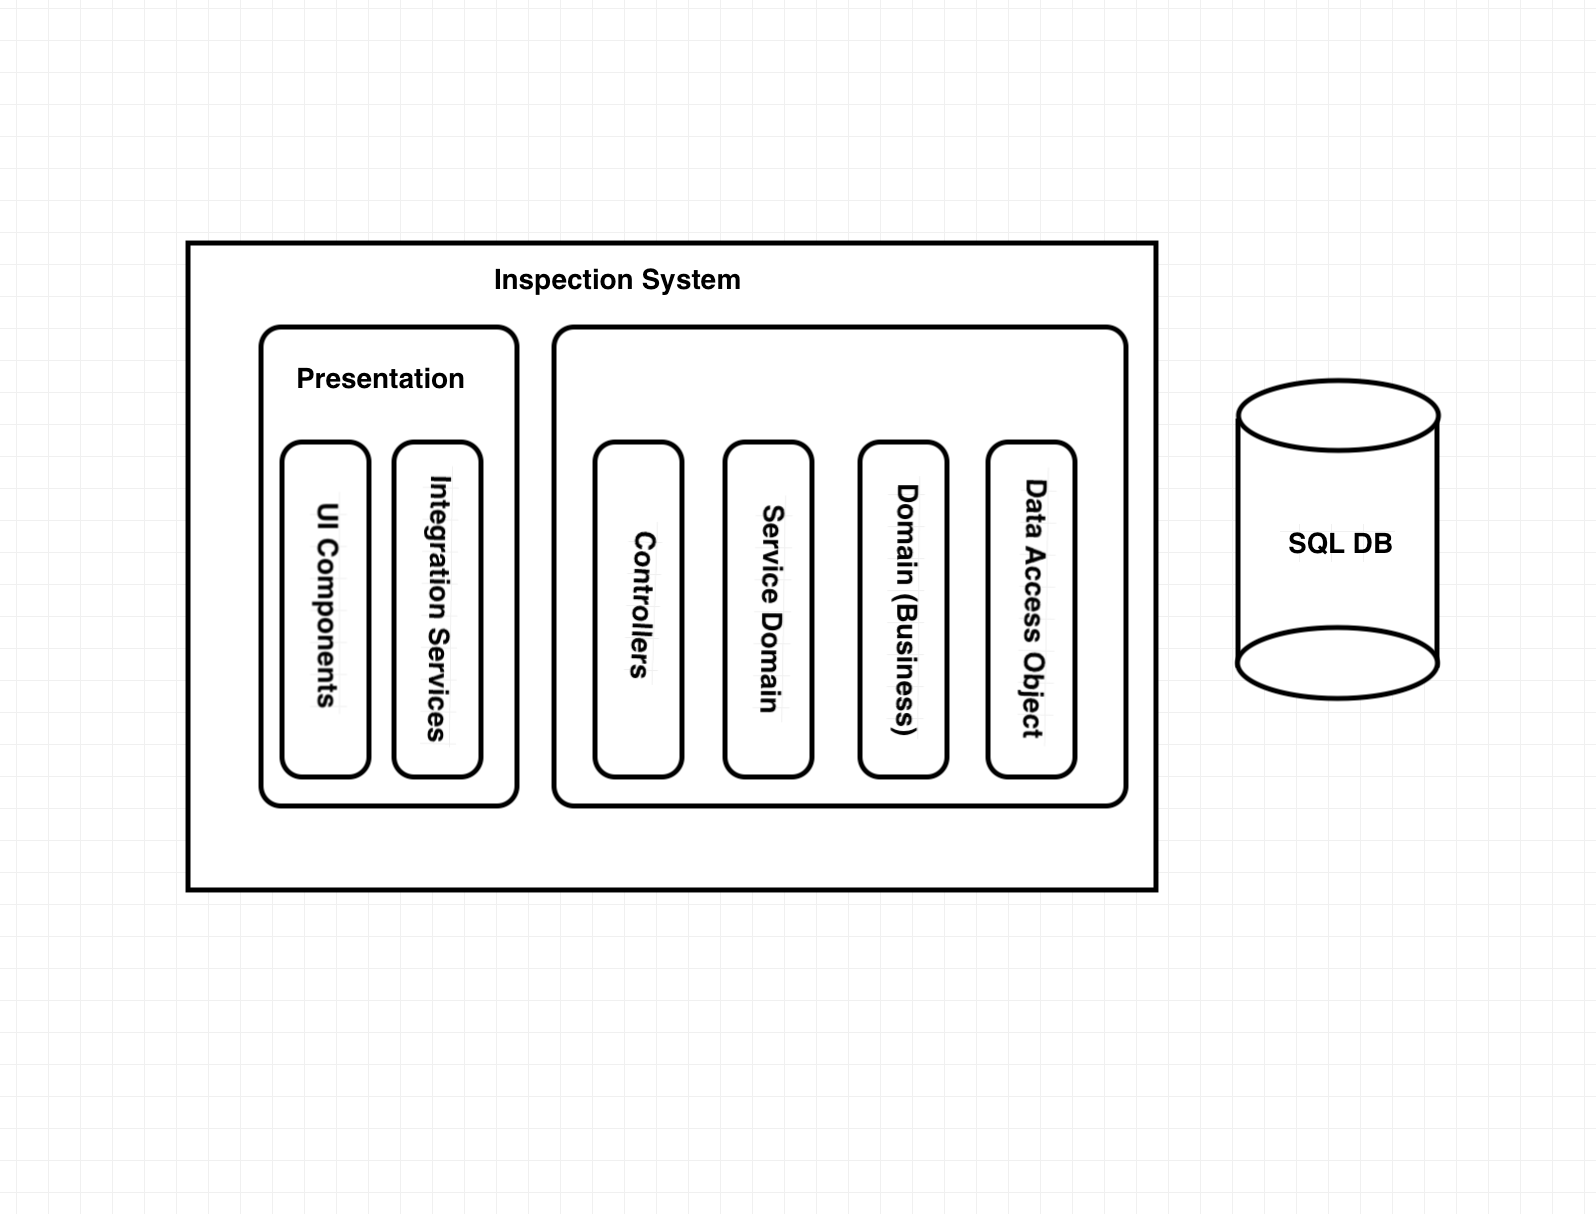 Inspection System
Presentation
UI Components
Integration Services
Controllers
Service Domain
Domain (Business)
Data Access Object
SQL DB